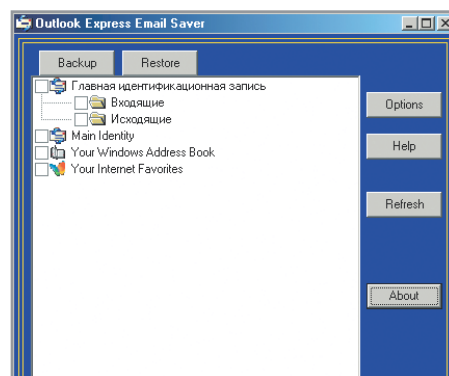 Outlook Express Email Saver
Backup Restore
Главная идентификационная запись
Входящие
Исходящие
Main Identity
Your Windows Address Book
Your Internet Favorites
Options
Help
Refresh
About